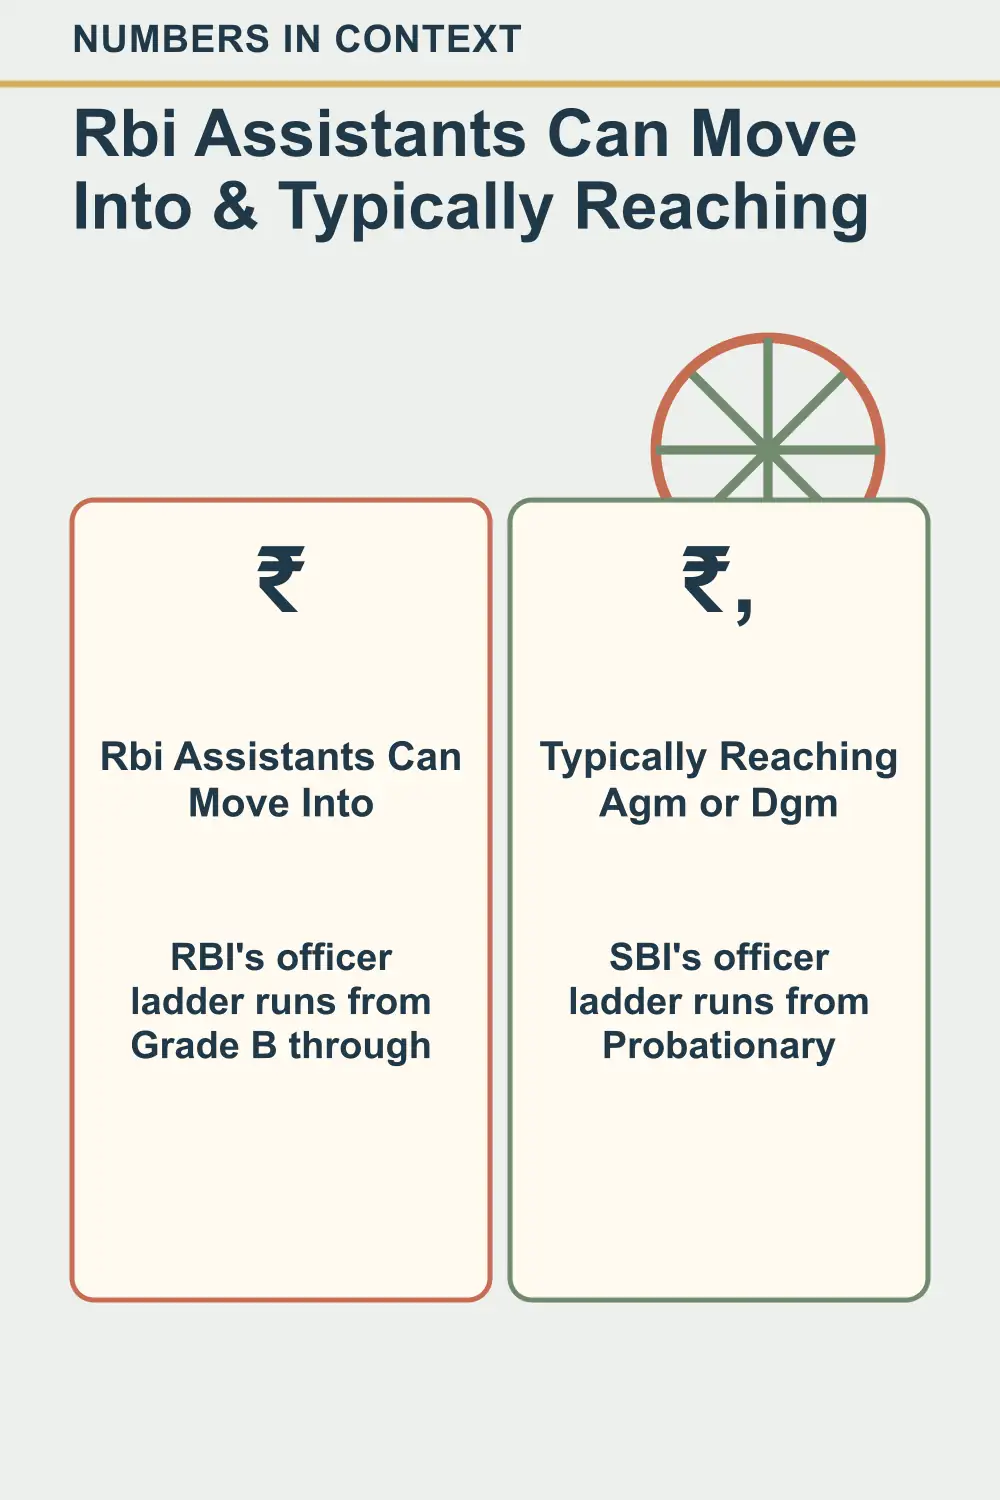 NUMBERS IN CONTEXT
Rbi Assistants Can Move
Into & Typically Reaching
₹
Rbi Assistants Can
Move Into
RBI's officer
ladder runs from
Grade B through
₹,
Typically Reaching
Agm or Dgm
SBI's officer
ladder runs from
Probationary